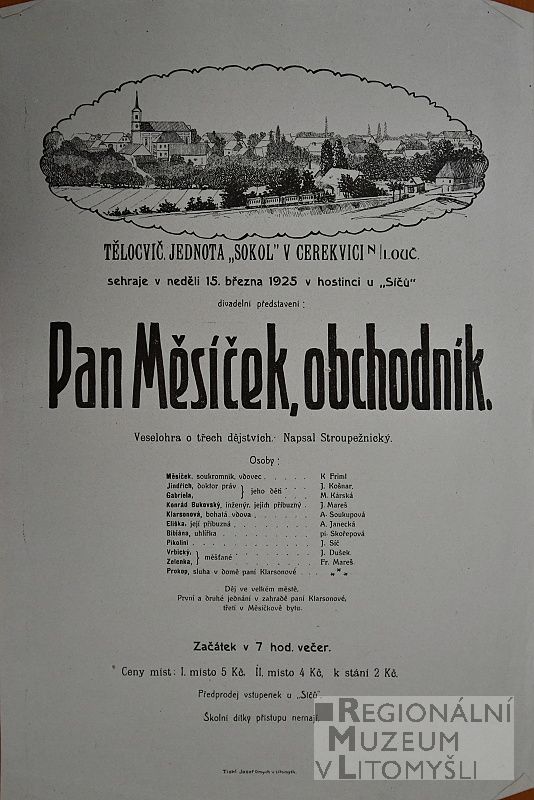 TĚLOCVIČ. JEDNOTA „SOKOL" V CEREKVICI N/LOUČ.
sehraje v neděli 15. března 1925 v hostinci u „Síčů"
divadelní představení:
Pan Měsíček, obchodník.
Veselohra o třech dějstvích. Napsal Stroupežnický.
Osoby:
Měsíček, soukromník, vdovec . . . . . K Friml
Jindřich, doktor práv } jeho děti . . . J. Košnar,
Gabriela, M. Kárská
Konrád Bukovský, inženýr, jejich příbuzný . J. Mareš
Klarsonová, bohatá vdova . . . . . A. Soukupová
Eliška, její příbuzná . . . . . A. Janecká
Bibiána, uhlířka . . . . . pí Skořepová
Pikolini . . . . . J. Síč
Vrbický, } měšťané . . . . . J. Dušek.
Zelenka, Fr. Mareš
Prokop, sluha v domě paní Klarsonové . . . ***
Děj ve velkém městě.
První a druhé jednání v zahradě paní Klarsonové,
třetí v Měsíčkově bytu.
Začátek v 7 hod. večer.
Ceny míst: I. místo 5 Kč, II. místo 4 Kč, k stání 2 Kč.
Předprodej vstupenek u „Síčů"
Školní dítky přístupu nemají.
REGIONÁLNÍ
MUZEUM
V LITOMYŠLI
Tiskl Josef